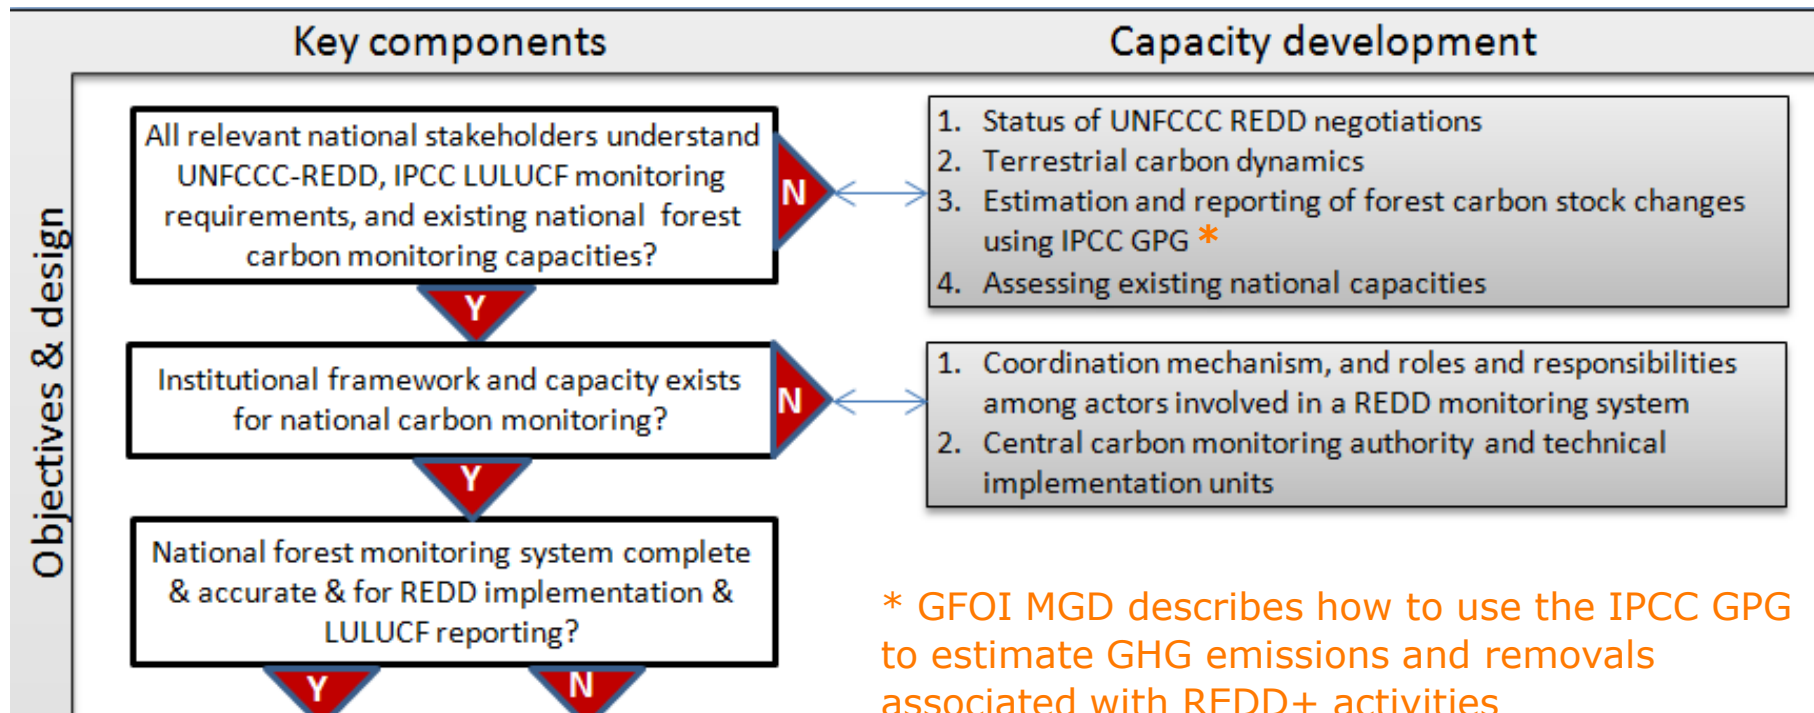 Key components
Capacity development
Objectives & design
All relevant national stakeholders understand
UNFCCC-REDD, IPCC LULUCF monitoring
requirements, and existing national forest
carbon monitoring capacities?
N
1. Status of UNFCCC REDD negotiations
2. Terrestrial carbon dynamics
3. Estimation and reporting of forest carbon stock changes
using IPCC GPG *
4. Assessing existing national capacities
Y
Institutional framework and capacity exists
for national carbon monitoring?
N
1. Coordination mechanism, and roles and responsibilities
among actors involved in a REDD monitoring system
2. Central carbon monitoring authority and technical
implementation units
Y
National forest monitoring system complete
& accurate & for REDD implementation &
LULUCF reporting?
Y
N
* GFOI MGD describes how to use the IPCC GPG
to estimate GHG emissions and removals
associated with REDD+ activities